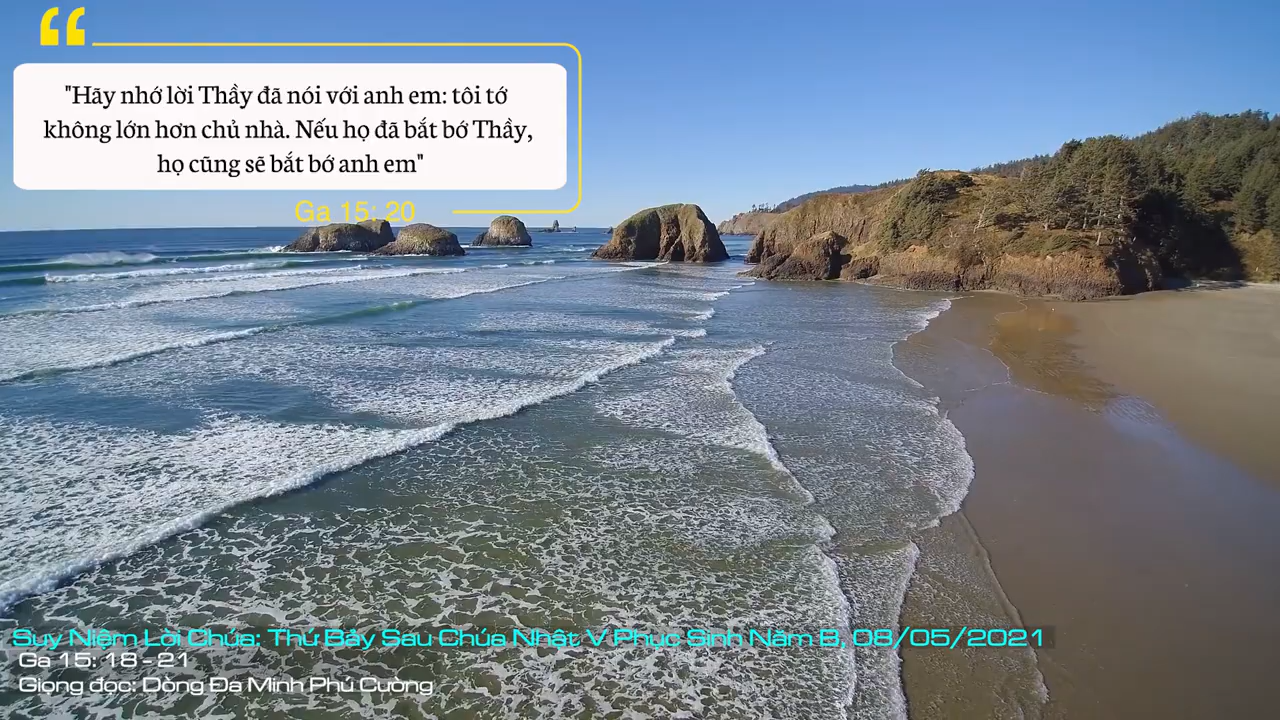 "Hãy nhớ lời Thầy đã nói với anh em: tôi tớ
không lớn hơn chủ nhà. Nếu họ đã bắt bớ Thầy,
họ cũng sẽ bắt bớ anh em"
Ga 15: 20
Suy Niệm Lời Chúa: Thứ Bảy Sau Chúa Nhật V Phục Sinh Năm B, 08/05/2021
Ga 15: 18 - 21
Giọng đọc: Dòng Đa Minh Phú Cường